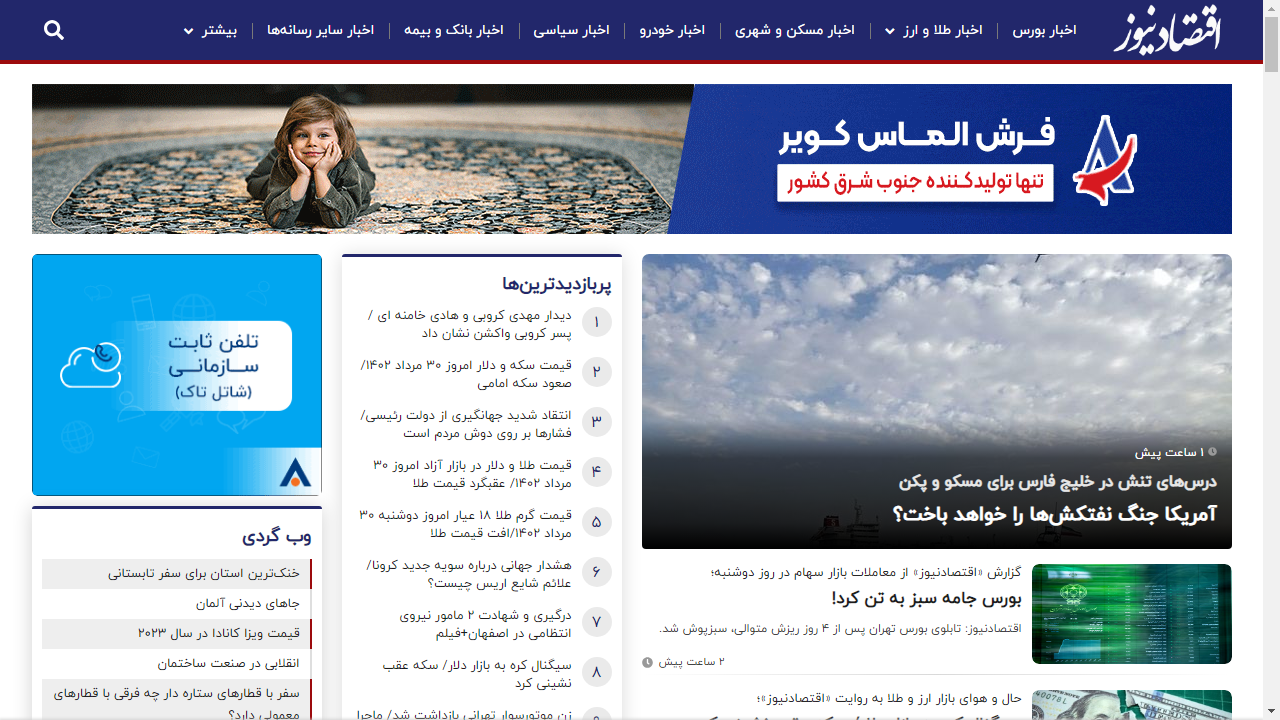 اقتصادنیوز
اخبار بورس
اخبار طلا و ارز
اخبار مسکن و شهری
اخبار خودرو
اخبار سیاسی
اخبار بانک و بیمه
اخبار سایر رسانه‌ها
بیشتر
فرش الماس کویر
تنها تولیدکننده جنوب شرق کشور
۱ ساعت پیش
درس‌های تنش در خلیج فارس برای مسکو و پکن
آمریکا جنگ نفتکش‌ها را خواهد باخت؟
گزارش «اقتصادنیوز» از معاملات بازار سهام در روز دوشنبه؛
بورس جامه سبز به تن کرد!
اقتصادنیوز: تابلوی بورس تهران پس از ۴ روز ریزش متوالی، سبزپوش شد.
۲ ساعت پیش
حال و هوای بازار ارز و طلا به روایت «اقتصادنیوز»؛
پربازدیدترین‌ها
۱
دیدار مهدی کروبی و هادی خامنه ای /
پسر کروبی واکشن نشان داد
۲
قیمت سکه و دلار امروز ۳۰ مرداد ۱۴۰۲/
صعود سکه امامی
۳
انتقاد شدید جهانگیری از دولت رئیسی/
فشارها بر روی دوش مردم است
۴
قیمت طلا و دلار در بازار آزاد امروز ۳۰
مرداد ۱۴۰۲/ عقبگرد قیمت طلا
۵
قیمت گرم طلا ۱۸ عیار امروز دوشنبه ۳۰
مرداد ۱۴۰۲/افت قیمت طلا
۶
هشدار جهانی درباره سویه جدید کرونا/
علائم شایع اریس چیست؟
۷
درگیری و شهادت ۲ مامور نیروی
انتظامی در اصفهان+فیلم
۸
سیگنال کره به بازار دلار/ سکه عقب
نشینی کرد
زن موتورسوار تهرانی بازداشت شد/ ماجرا
تلفن ثابت
سازمانی
(شاتل تاک)
وب گردی
خنک‌ترین استان برای سفر تابستانی
جاهای دیدنی آلمان
قیمت ویزا کانادا در سال ۲۰۲۳
انقلابی در صنعت ساختمان
سفر با قطارهای ستاره دار چه فرقی با قطارهای
معمولی دارد؟